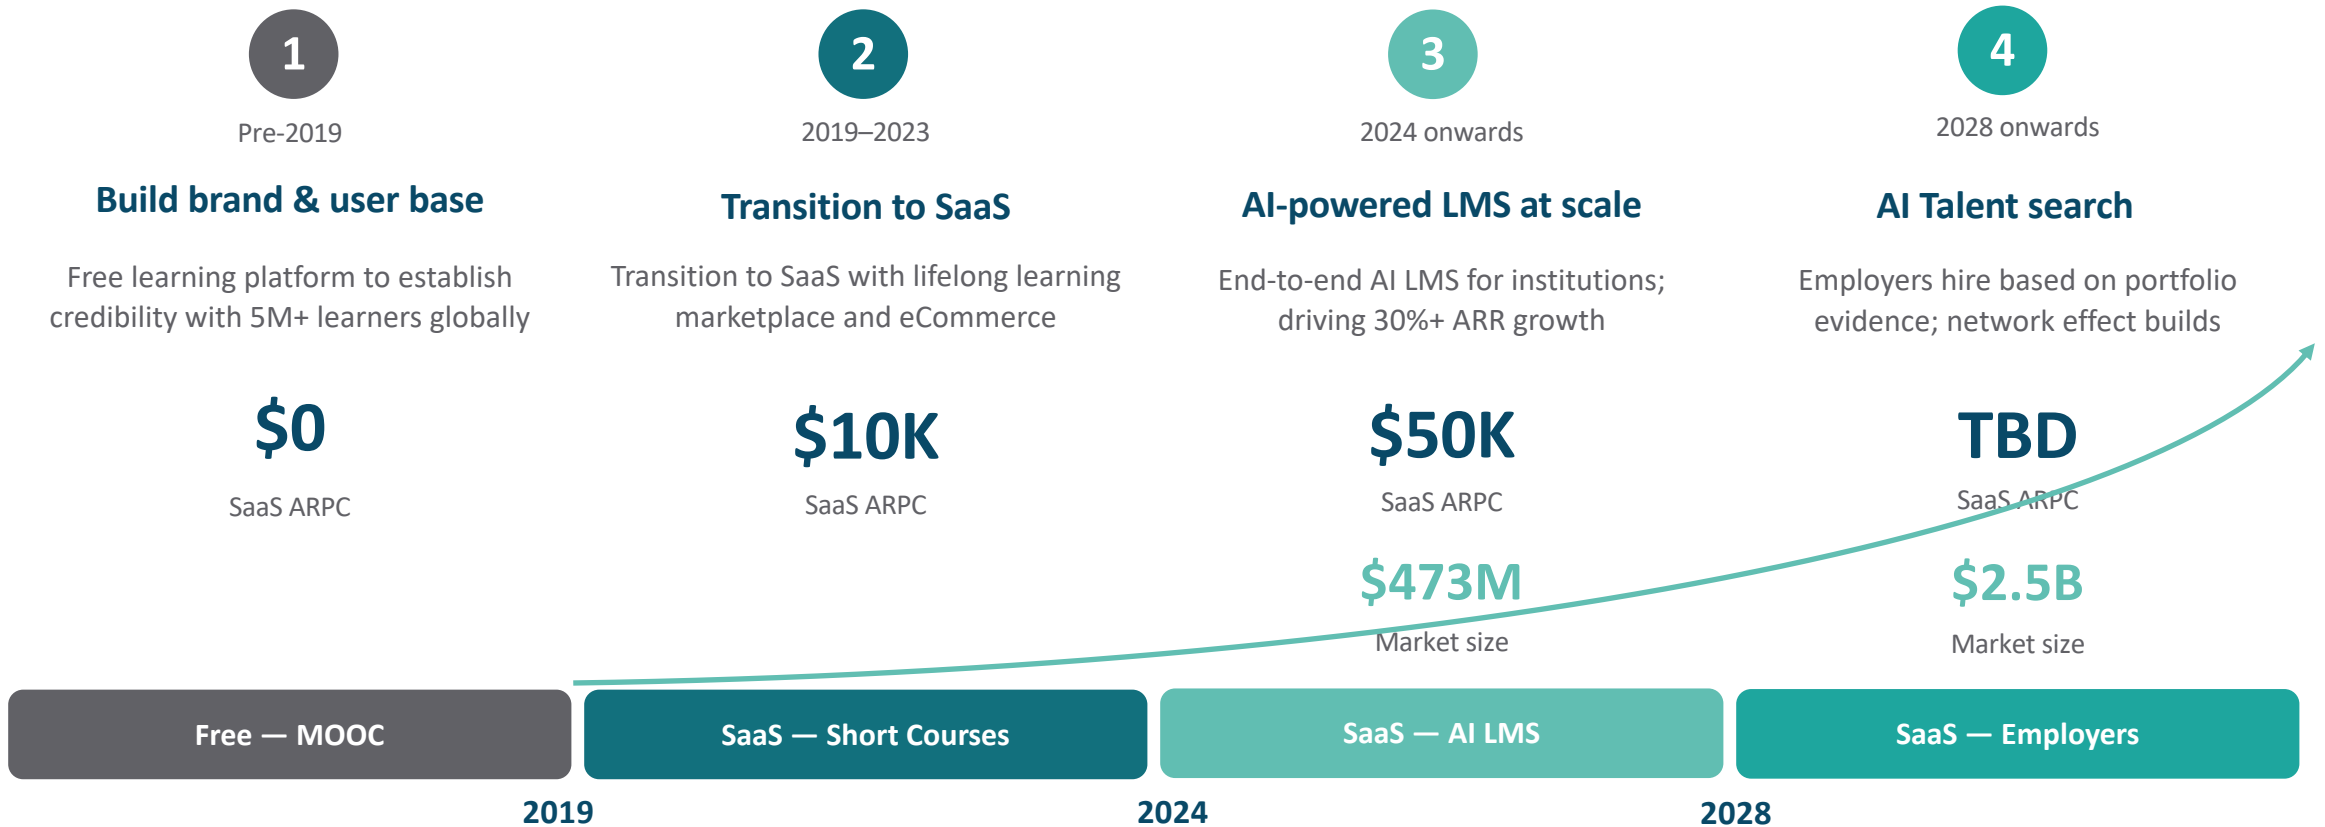 1
Pre-2019
Build brand & user base
Free learning platform to establish
credibility with 5M+ learners globally
$0
SaaS ARPC
Free — MOOC
2
2019–2023
Transition to SaaS
Transition to SaaS with lifelong learning
marketplace and eCommerce
$10K
SaaS ARPC
SaaS — Short Courses
3
2024 onwards
AI-powered LMS at scale
End-to-end AI LMS for institutions;
driving 30%+ ARR growth
$50K
SaaS ARPC
$473M
Market size
SaaS — AI LMS
4
2028 onwards
AI Talent search
Employers hire based on portfolio
evidence; network effect builds
TBD
SaaS ARPC
$2.5B
Market size
SaaS — Employers
2019
2024
2028